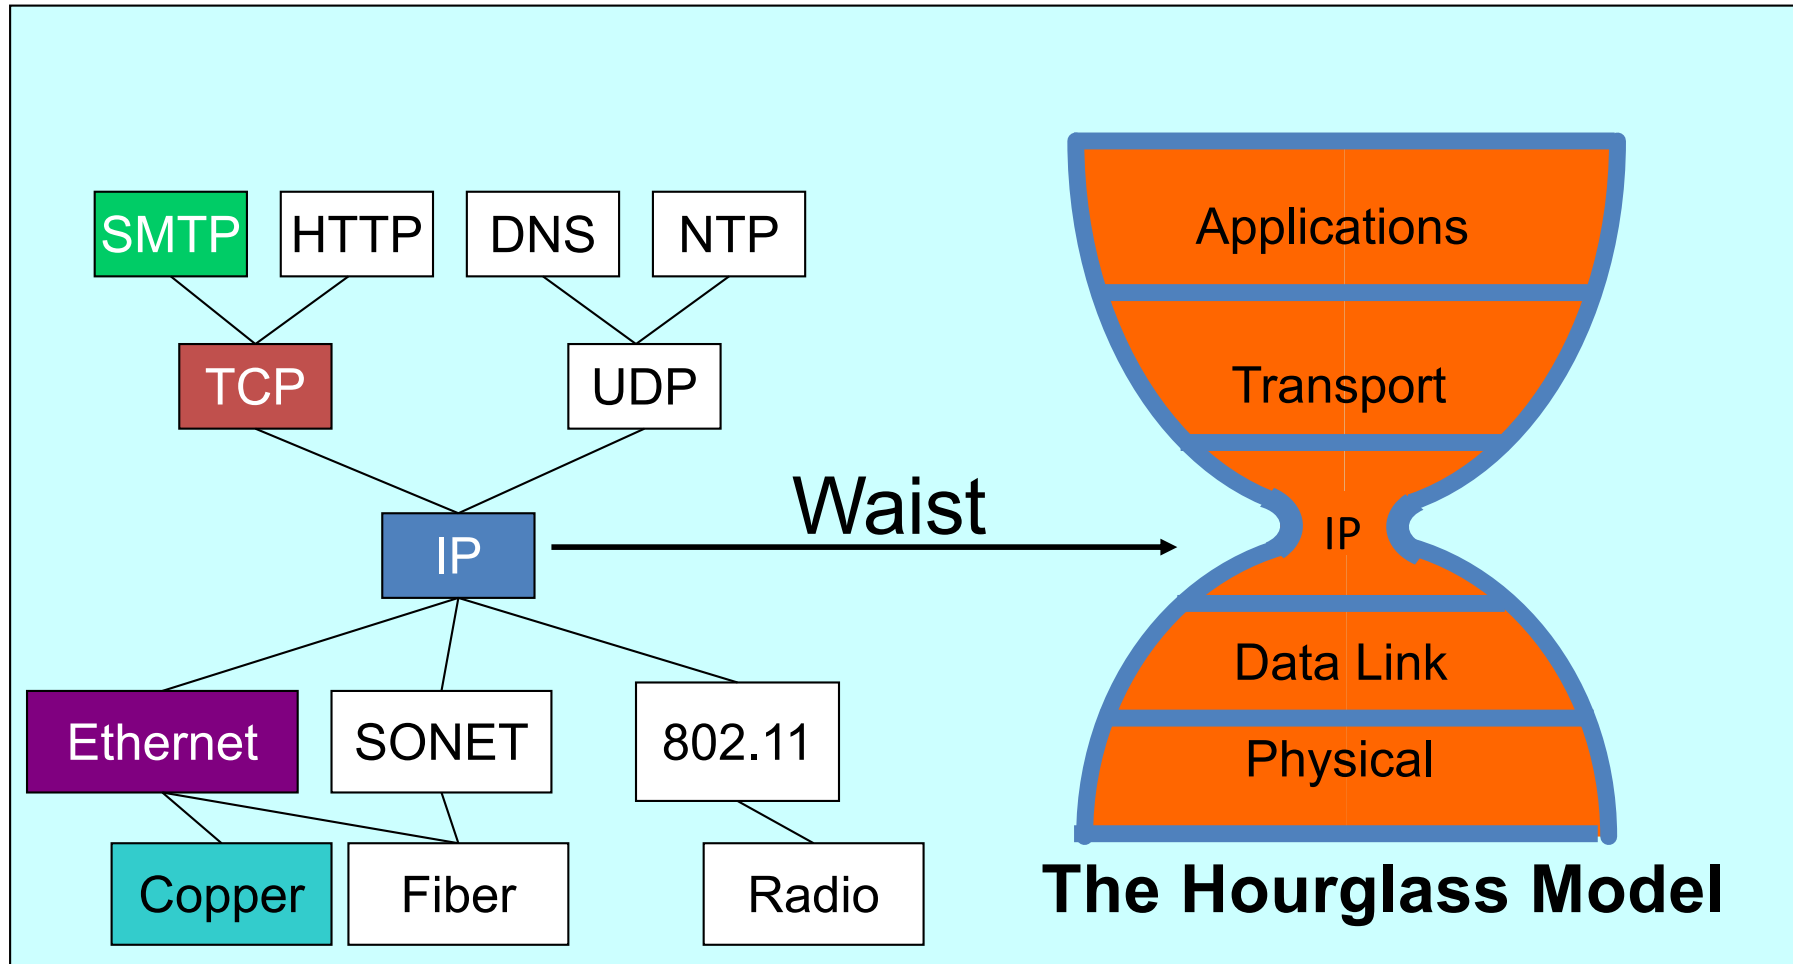 SMTP
HTTP
DNS
NTP
TCP
UDP
IP
Waist
Ethernet
SONET
802.11
Copper
Fiber
Radio
Applications
Transport
IP
Data Link
Physical
The Hourglass Model